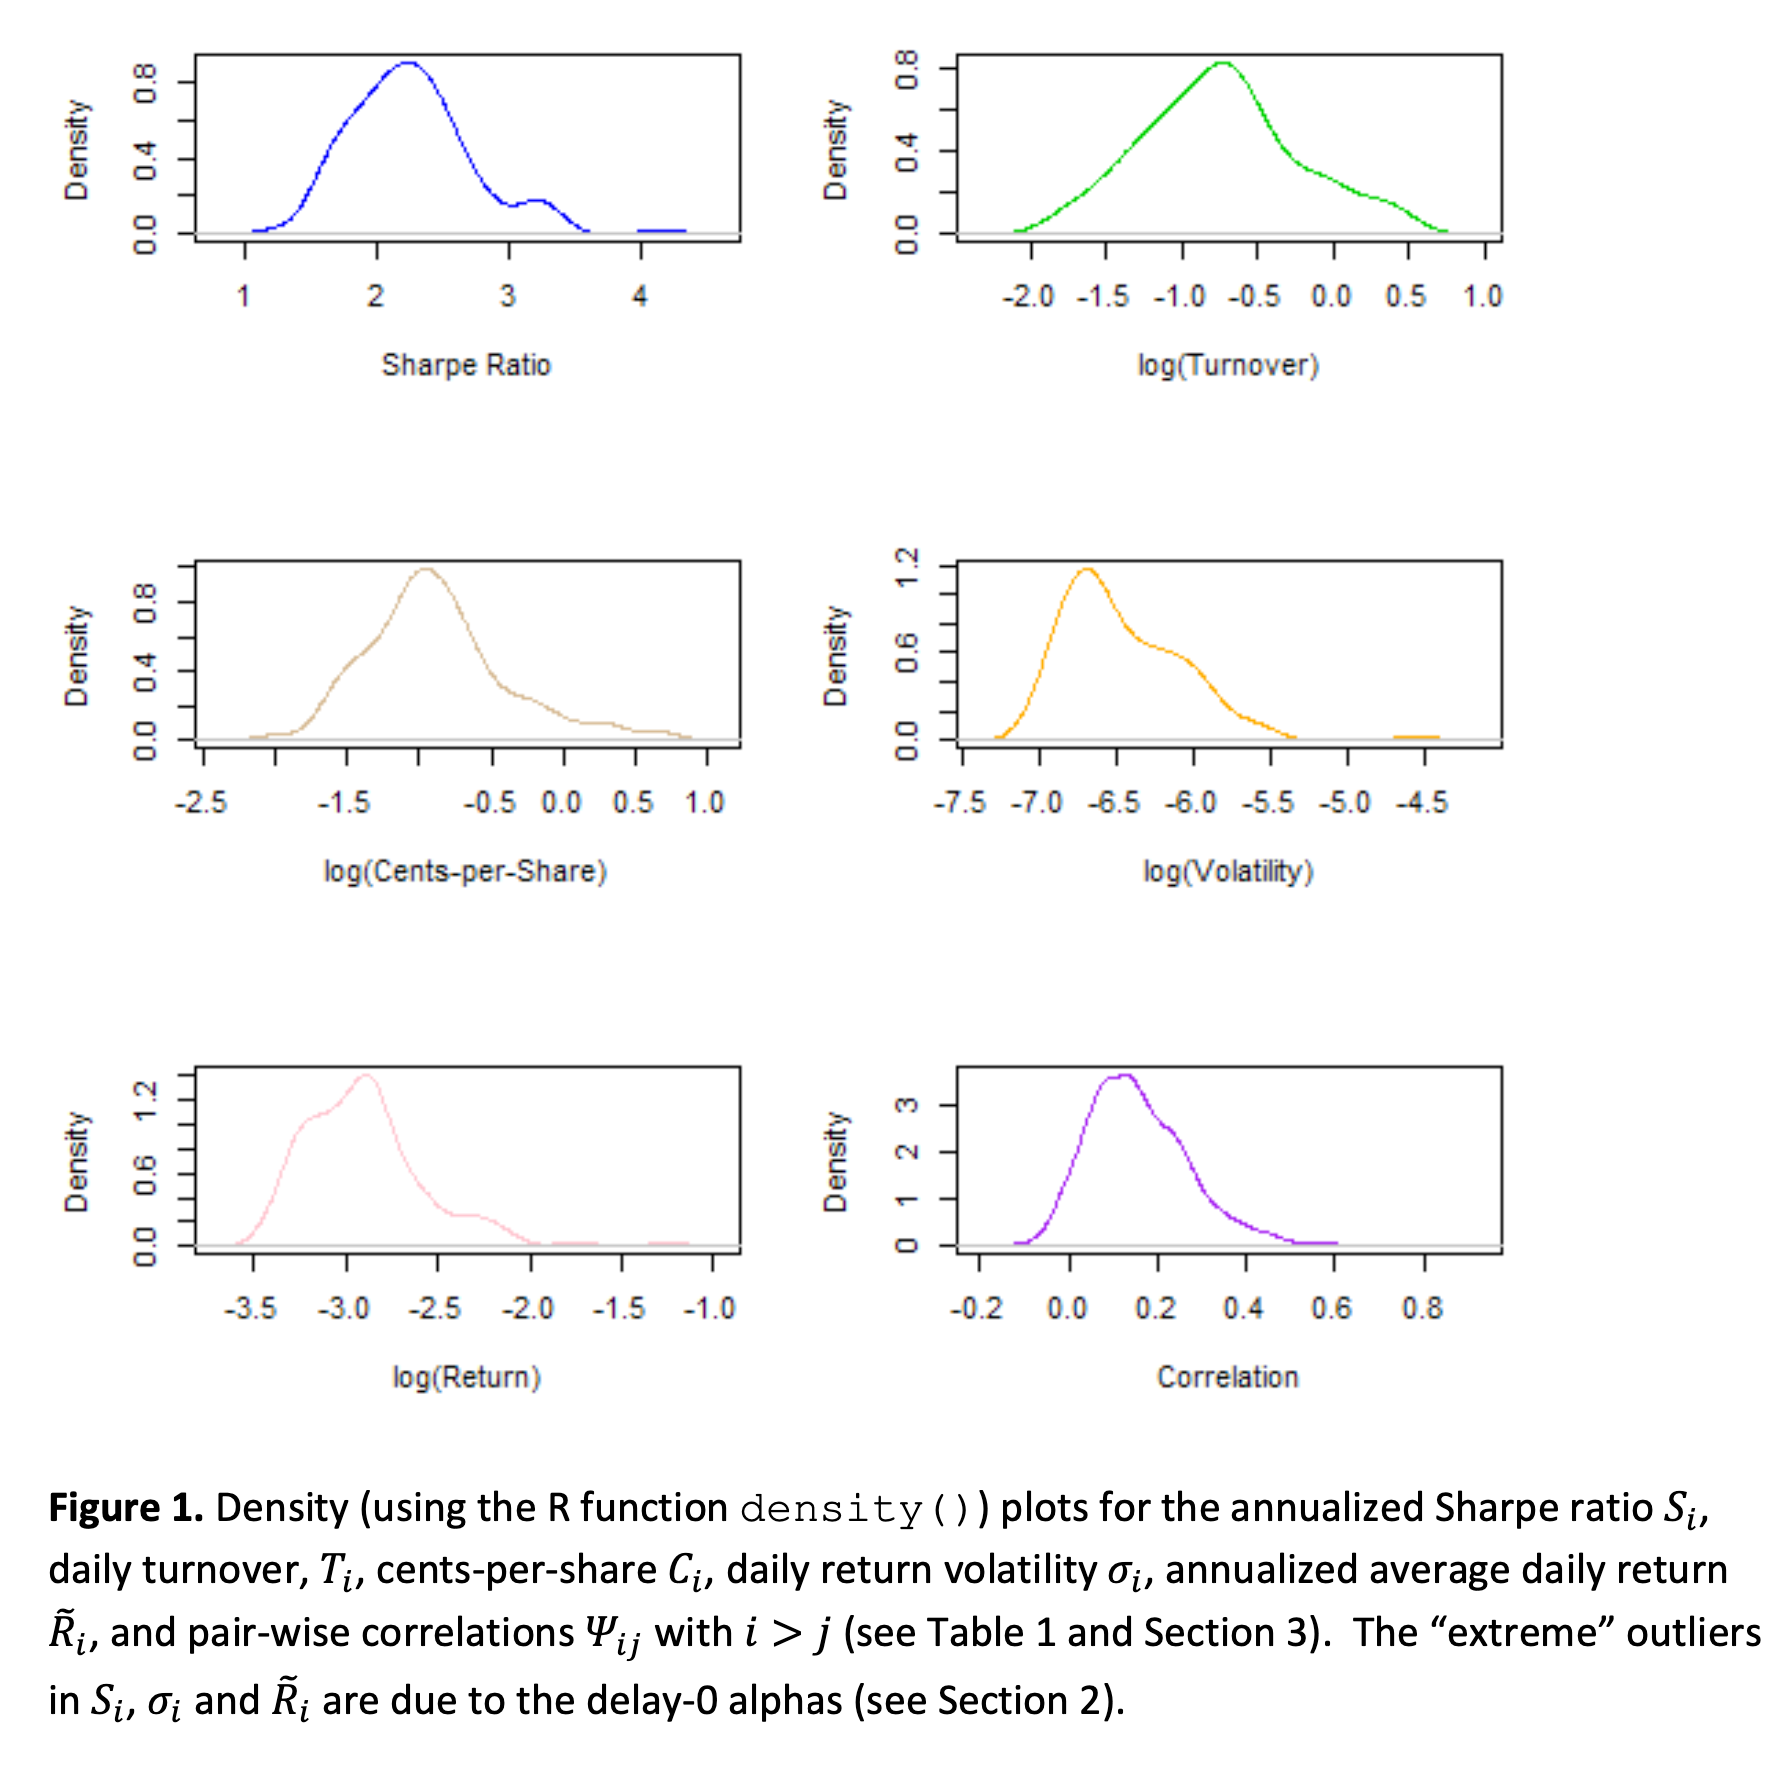 Density
0.0 0.4 0.8
1 2 3 4
Sharpe Ratio
Density
0.0 0.4 0.8
-2.0 -1.5 -1.0 -0.5 0.0 0.5 1.0
log(Turnover)
Density
0.0 0.4 0.8
-2.5 -1.5 -0.5 0.0 0.5 1.0
log(Cents-per-Share)
Density
0.0 0.6 1.2
-7.5 -7.0 -6.5 -6.0 -5.5 -5.0 -4.5
log(Volatility)
Density
0.0 0.6 1.2
-3.5 -3.0 -2.5 -2.0 -1.5 -1.0
log(Return)
Density
0 1 2 3
-0.2 0.0 0.2 0.4 0.6 0.8
Correlation
Figure 1. Density (using the R function density()) plots for the annualized Sharpe ratio 𝑆ᵢ,
daily turnover, 𝑇ᵢ, cents-per-share 𝐶ᵢ, daily return volatility 𝜎ᵢ, annualized average daily return
𝑅̃ᵢ, and pair-wise correlations 𝛹ᵢⱼ with 𝑖 > 𝑗 (see Table 1 and Section 3). The “extreme” outliers
in 𝑆ᵢ, 𝜎ᵢ and 𝑅̃ᵢ are due to the delay-0 alphas (see Section 2).